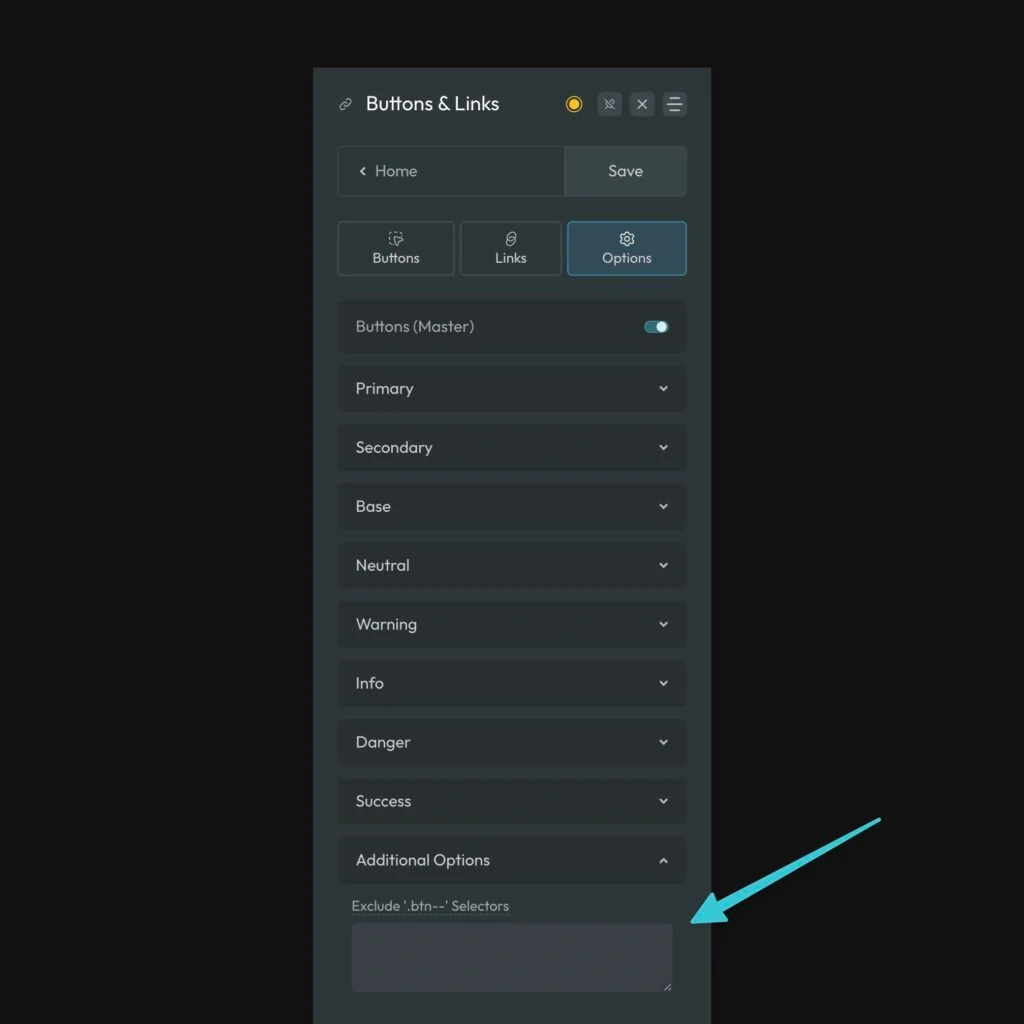 Buttons & Links
Home
Save
Buttons
Links
Options
Buttons (Master)
Primary
Secondary
Base
Neutral
Warning
Info
Danger
Success
Additional Options
Exclude '.btn--' Selectors